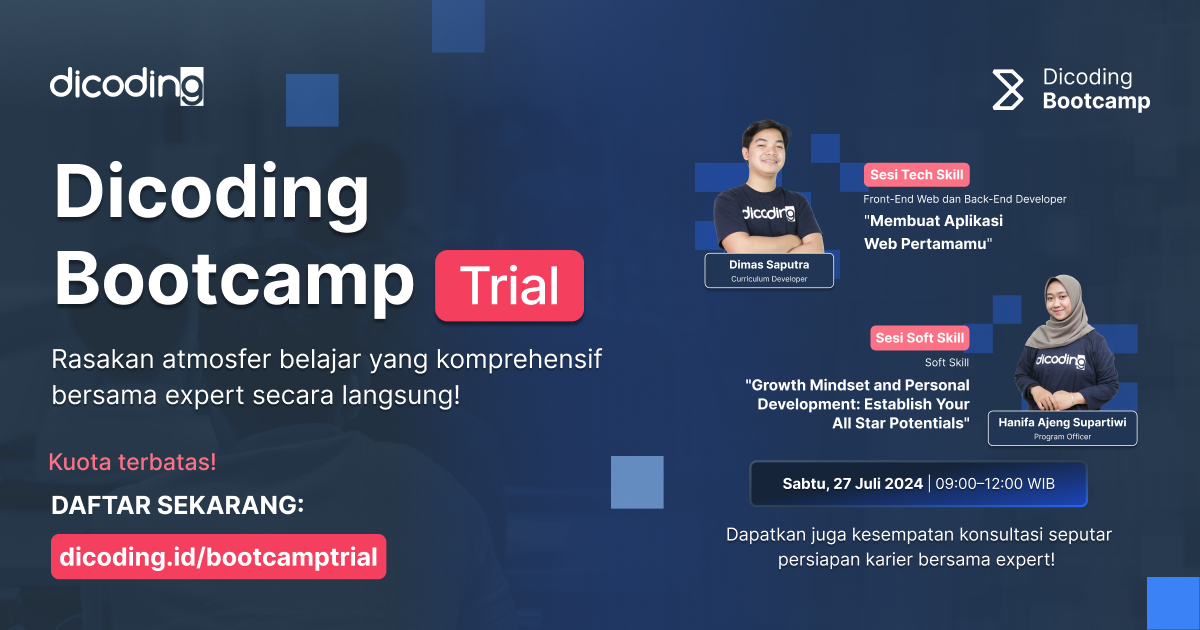 dicoding
Dicoding
Bootcamp
Dicoding
Bootcamp Trial
Rasakan atmosfer belajar yang komprehensif
bersama expert secara langsung!
Kuota terbatas!
DAFTAR SEKARANG:
dicoding.id/bootcamptrial
dicoding
Dimas Saputra
Curriculum Developer
Sesi Tech Skill
Front-End Web dan Back-End Developer
"Membuat Aplikasi
Web Pertamamu"
Sesi Soft Skill
Soft Skill
"Growth Mindset and Personal
Development: Establish Your
All Star Potentials"
dicoding
Hanifa Ajeng Supartiwi
Program Officer
Sabtu, 27 Juli 2024 | 09:00–12:00 WIB
Dapatkan juga kesempatan konsultasi seputar
persiapan karier bersama expert!